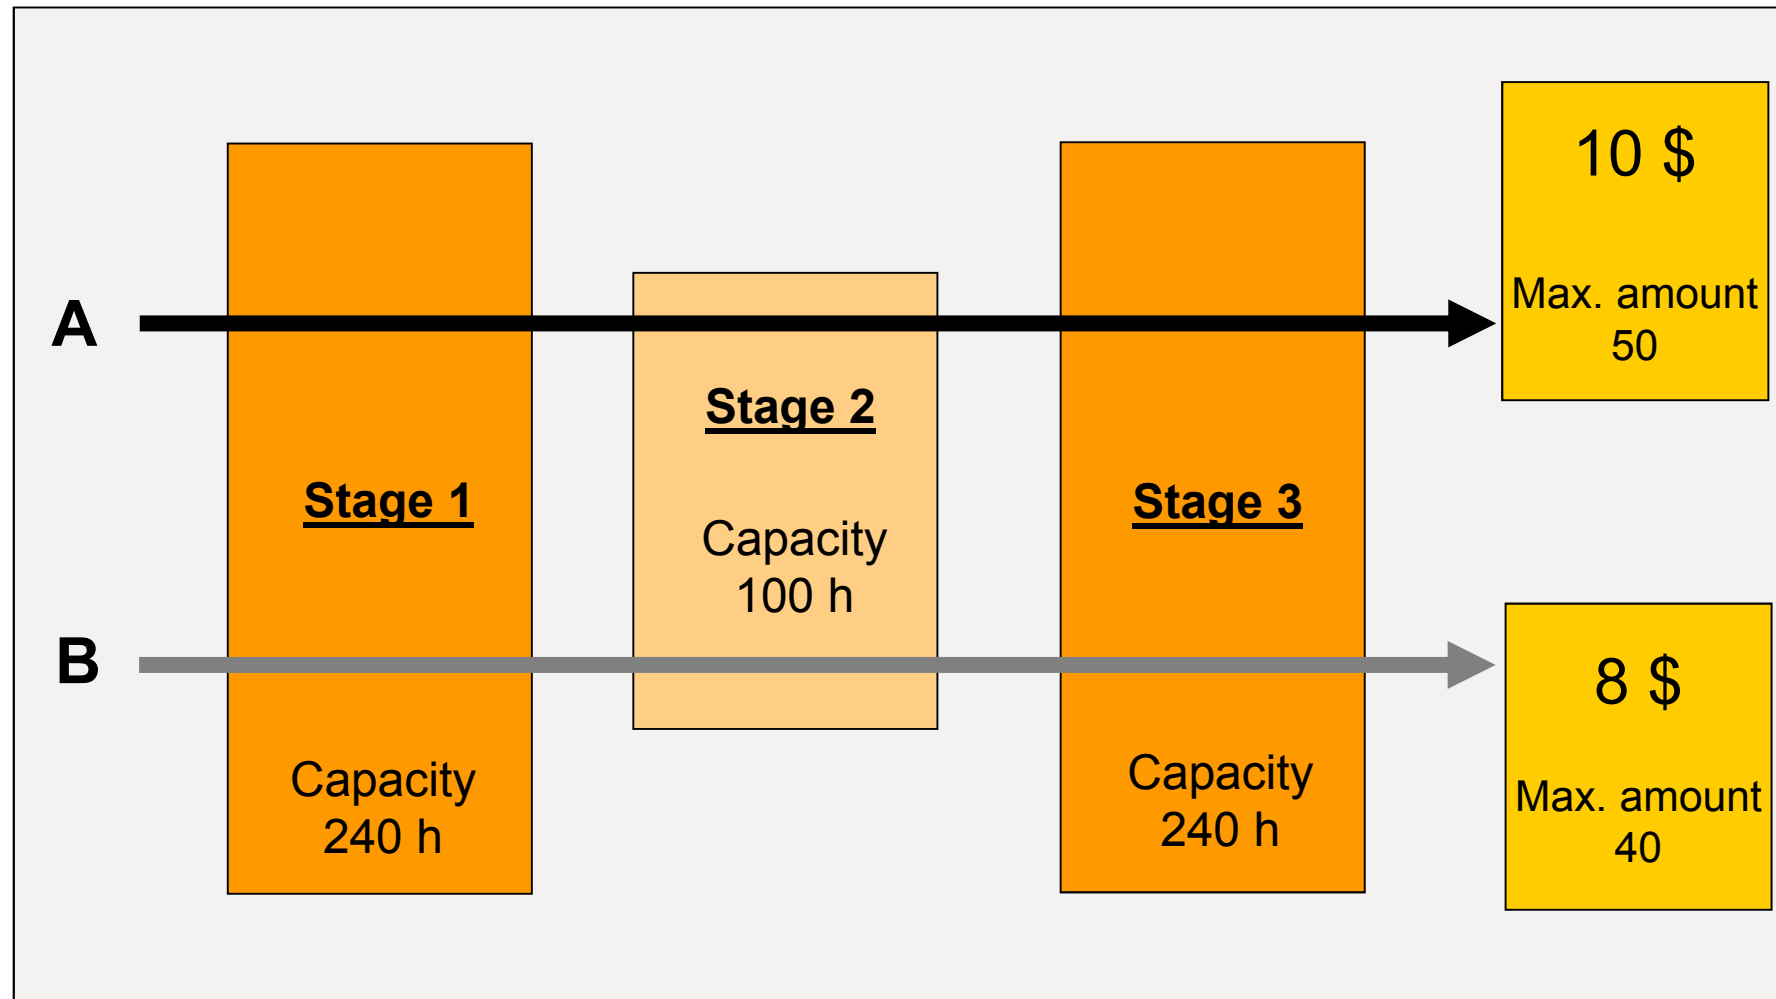 A
B
Stage 1
Capacity
240 h
Stage 2
Capacity
100 h
Stage 3
Capacity
240 h
10 $
Max. amount
50
8 $
Max. amount
40